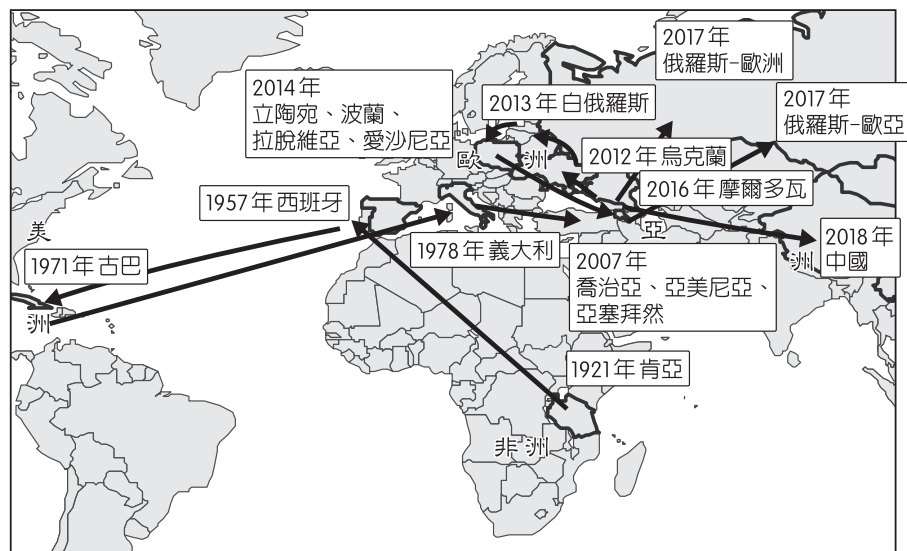 2017年
俄羅斯-歐洲
2014年
立陶宛、波蘭、
拉脫維亞、愛沙尼亞
2013年 白俄羅斯
2017年
俄羅斯-歐亞
歐
洲
2012年 烏克蘭
2016年 摩爾多瓦
1957年 西班牙
美
亞
1978年 義大利
2018年
中國
洲
1971年 古巴
2007年
喬治亞、亞美尼亞、
亞塞拜然
洲
1921年 肯亞
非 洲